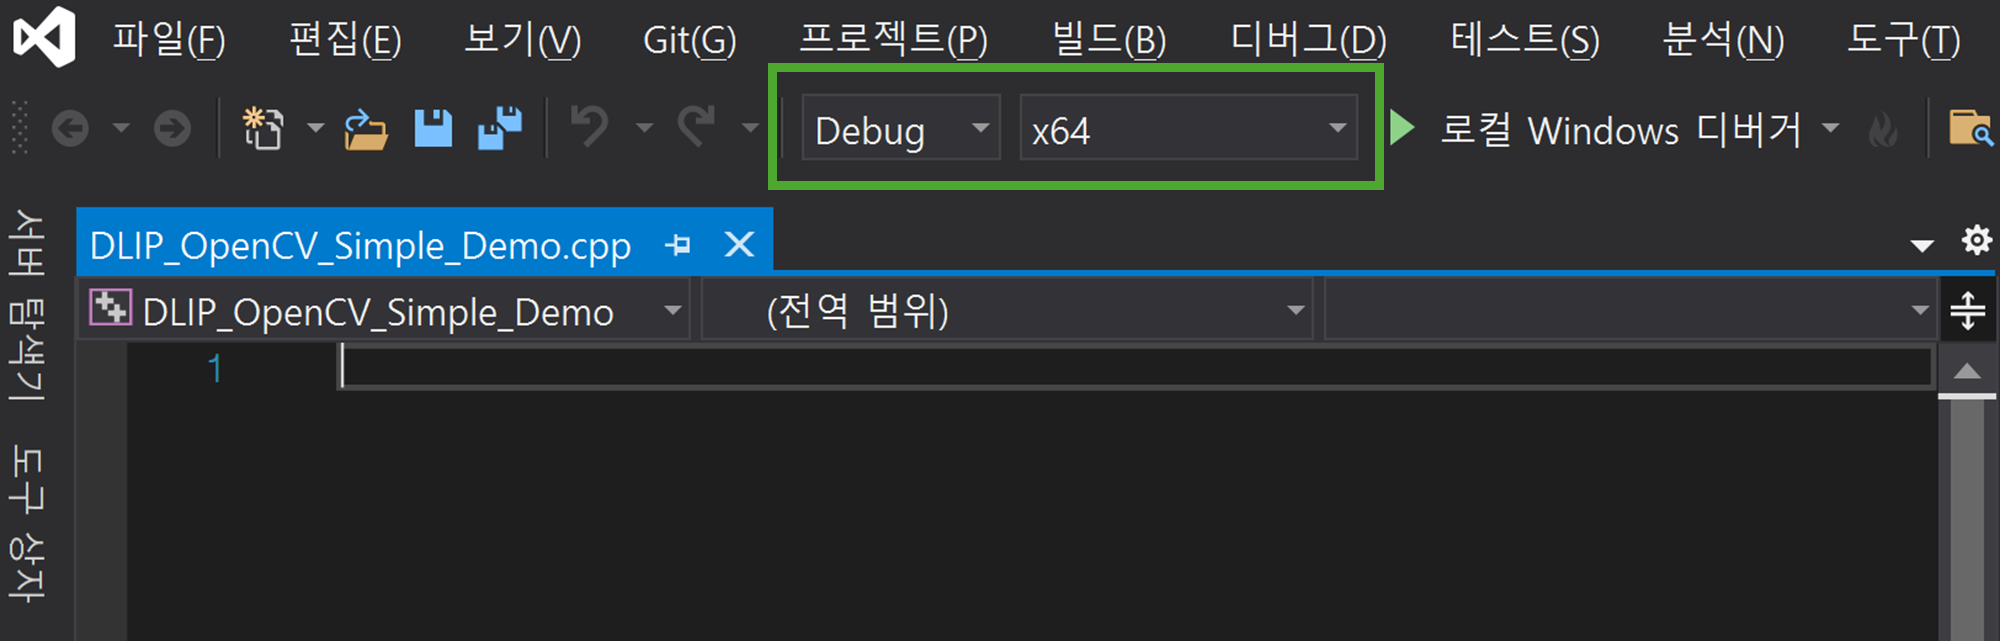 파일(F) 편집(E) 보기(V) Git(G) 프로젝트(P) 빌드(B) 디버그(D) 테스트(S) 분석(N) 도구(T)
Debug x64 로컬 Windows 디버거
서버 탐색기
도구 상자
DLIP_OpenCV_Simple_Demo.cpp
DLIP_OpenCV_Simple_Demo (전역 범위)
1